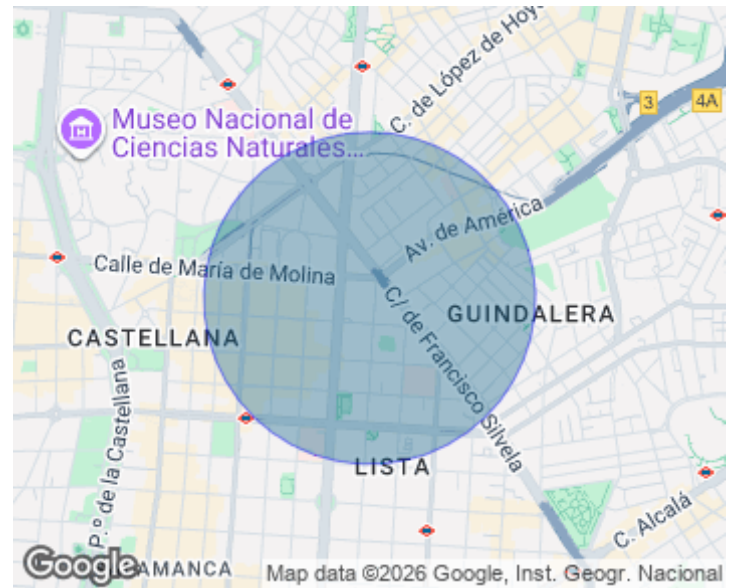 C. de López de Hoyo
3
4A
Museo Nacional de
Ciencias Naturales...
Av. de América
Calle de María de Molina
C/ de Francisco Silvela
GUINDALERA
CASTELLANA
P.º de la Castellana
LISTA
C. Alcalá
Google
AMANCA
Map data ©2026 Google, Inst. Geogr. Nacional